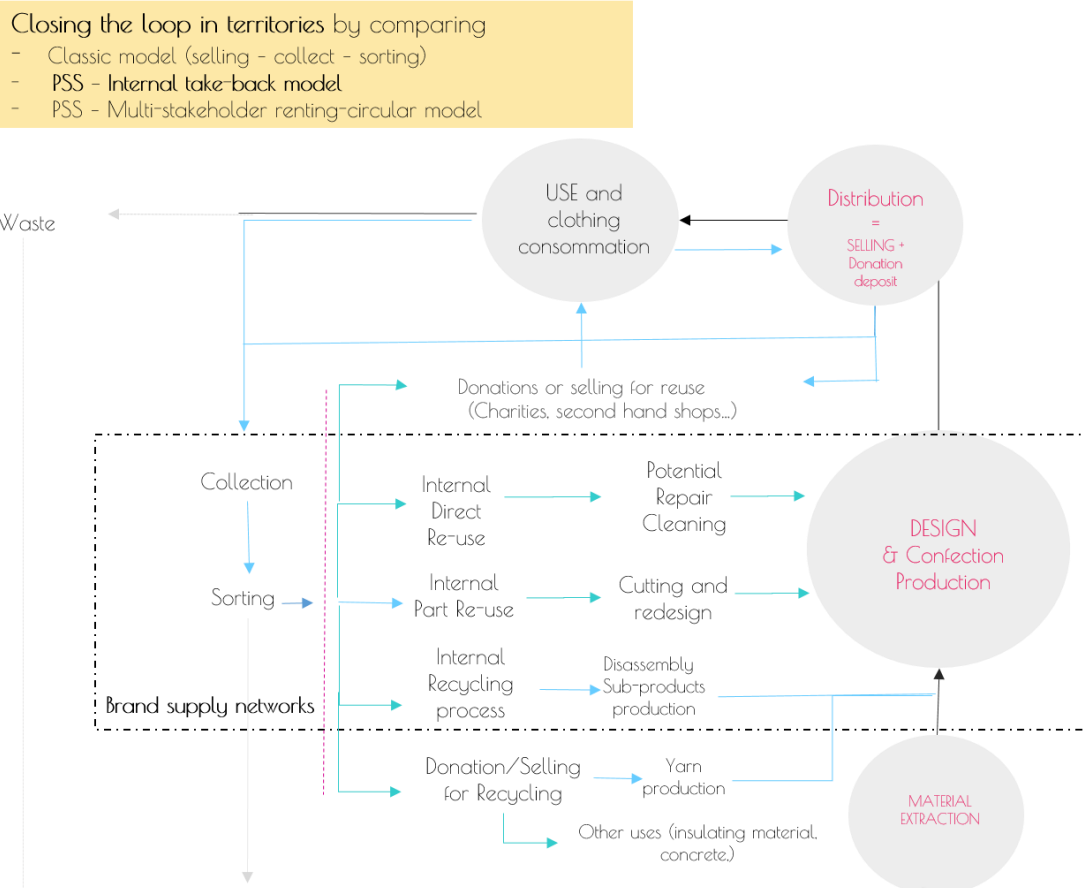 Closing the loop in territories by comparing
- Classic model (selling – collect – sorting)
- PSS – Internal take-back model
- PSS – Multi-stakeholder renting-circular model
Waste
USE and
clothing
consommation
Distribution
=
SELLING +
Donation
deposit
Donations or selling for reuse
(Charities, second hand shops...)
Collection
Sorting
Brand supply networks
Internal
Direct
Re-use
Potential
Repair
Cleaning
Internal
Part Re-use
Cutting and
redesign
Internal
Recycling
process
Disassembly
Sub-products
production
DESIGN
& Confection
Production
Donation/Selling
for Recycling
Yarn
production
Other uses (insulating material,
concrete,)
MATERIAL
EXTRACTION